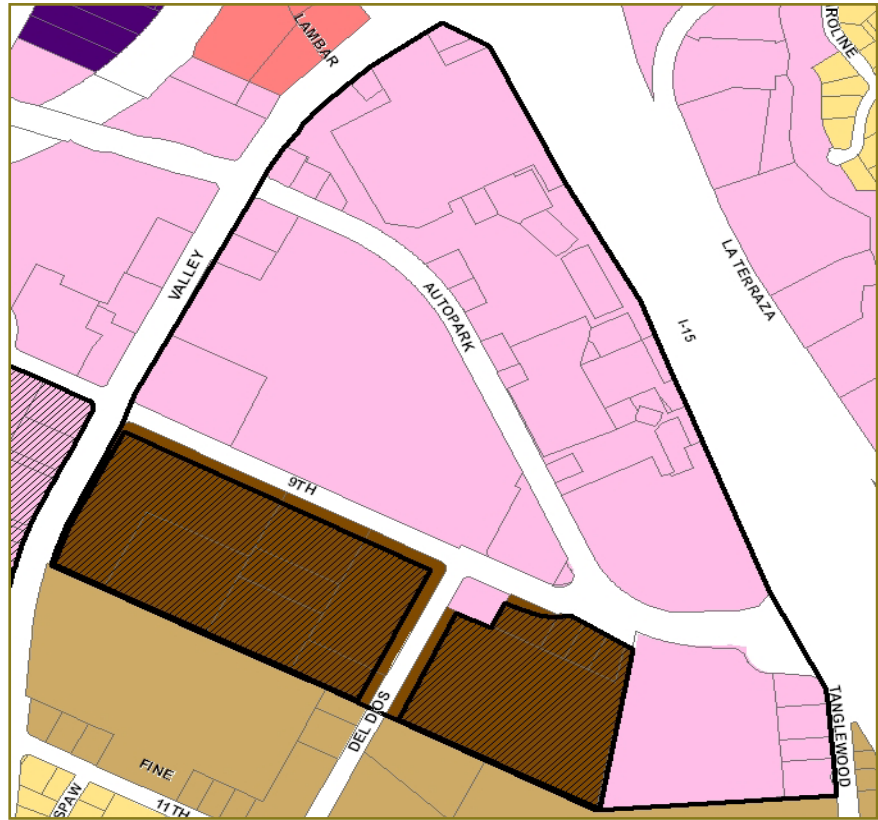 LAMBAR
ROLINE
VALLEY
AUTOPARK
LA TERRAZA
I-15
9TH
DEL DIOS
TANGLEWOOD
FINE
SPAW
11TH